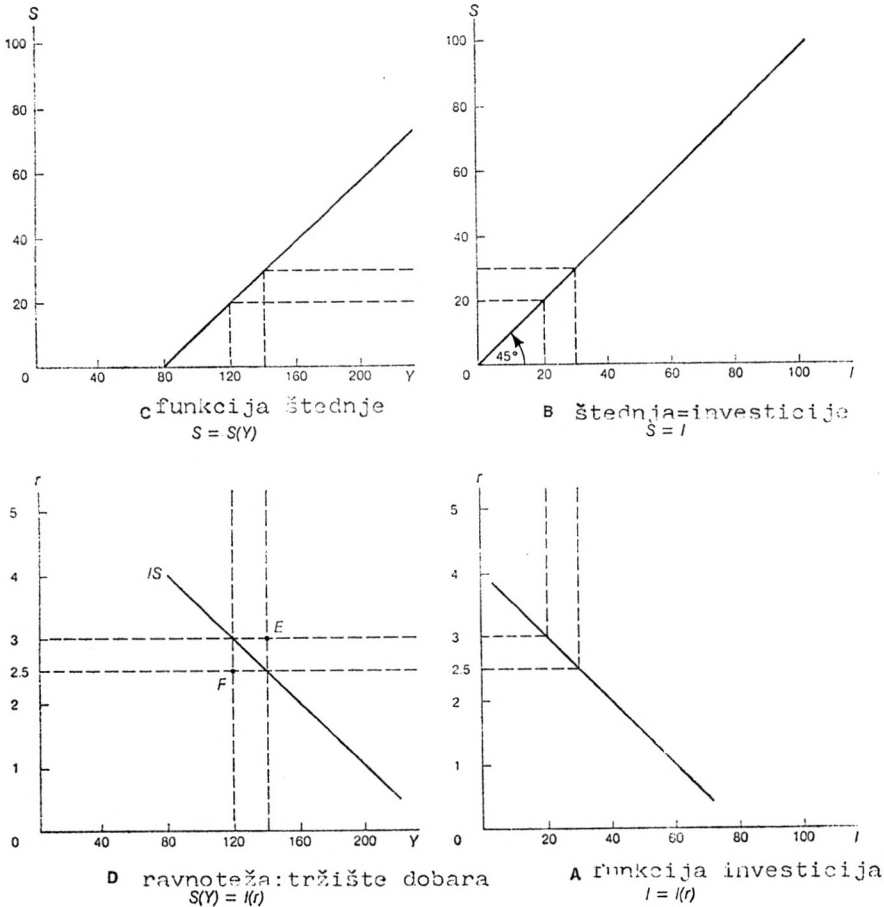 S
100
80
60
40
20
0
40
80
120
160
200
Y
C funkcija štednje
S = S(Y)
S
100
80
60
40
20
45°
0
20
40
60
80
100
I
B štednja=investicije
S = I
r
5
4
3
2.5
2
1
IS
E
F
0
40
80
120
160
200
Y
D ravnoteža:tržište dobara
S(Y) = I(r)
r
5
4
3
2.5
2
1
0
20
40
60
80
100
I
A funkcija investicija
I = I(r)